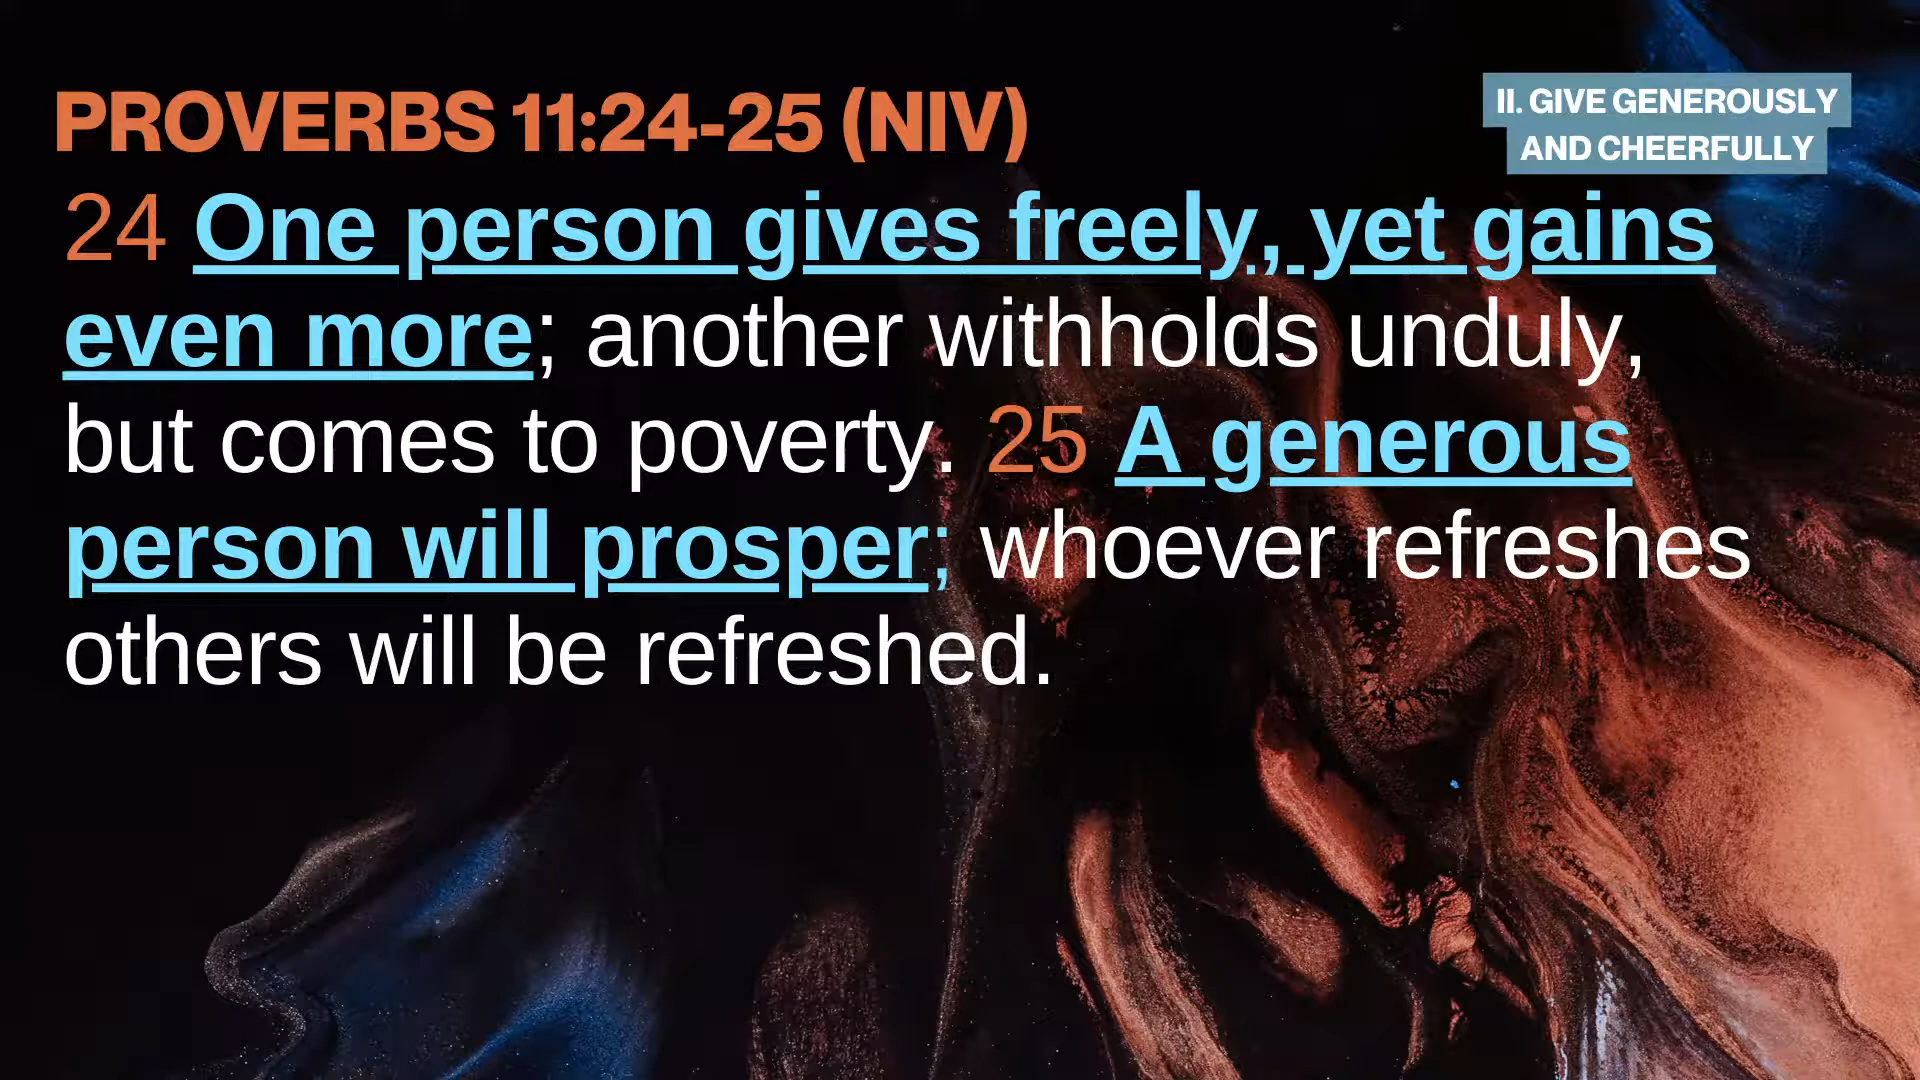 PROVERBS 11:24-25 (NIV)
II. GIVE GENEROUSLY
AND CHEERFULLY
24 One person gives freely, yet gains
even more; another withholds unduly,
but comes to poverty. 25 A generous
person will prosper; whoever refreshes
others will be refreshed.